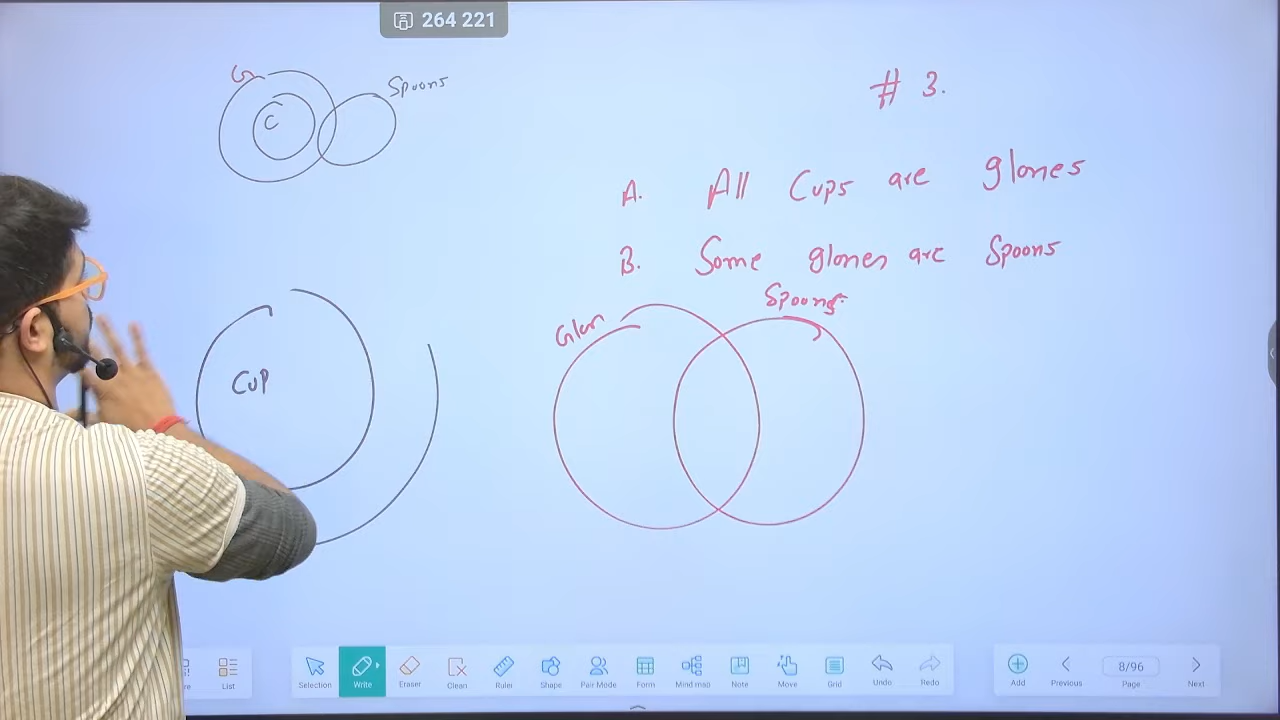 264 221
G
Spoons
C
# 3.
A. All Cups are glones
B. Some glones are Spoons
Glan
Spoons
Cup
List
Selection
Write
Eraser
Clean
Ruler
Shape
Pair Mode
Form
Mind map
Note
Move
Grid
Undo
Redo
Add
Previous
8/96
Page
Next